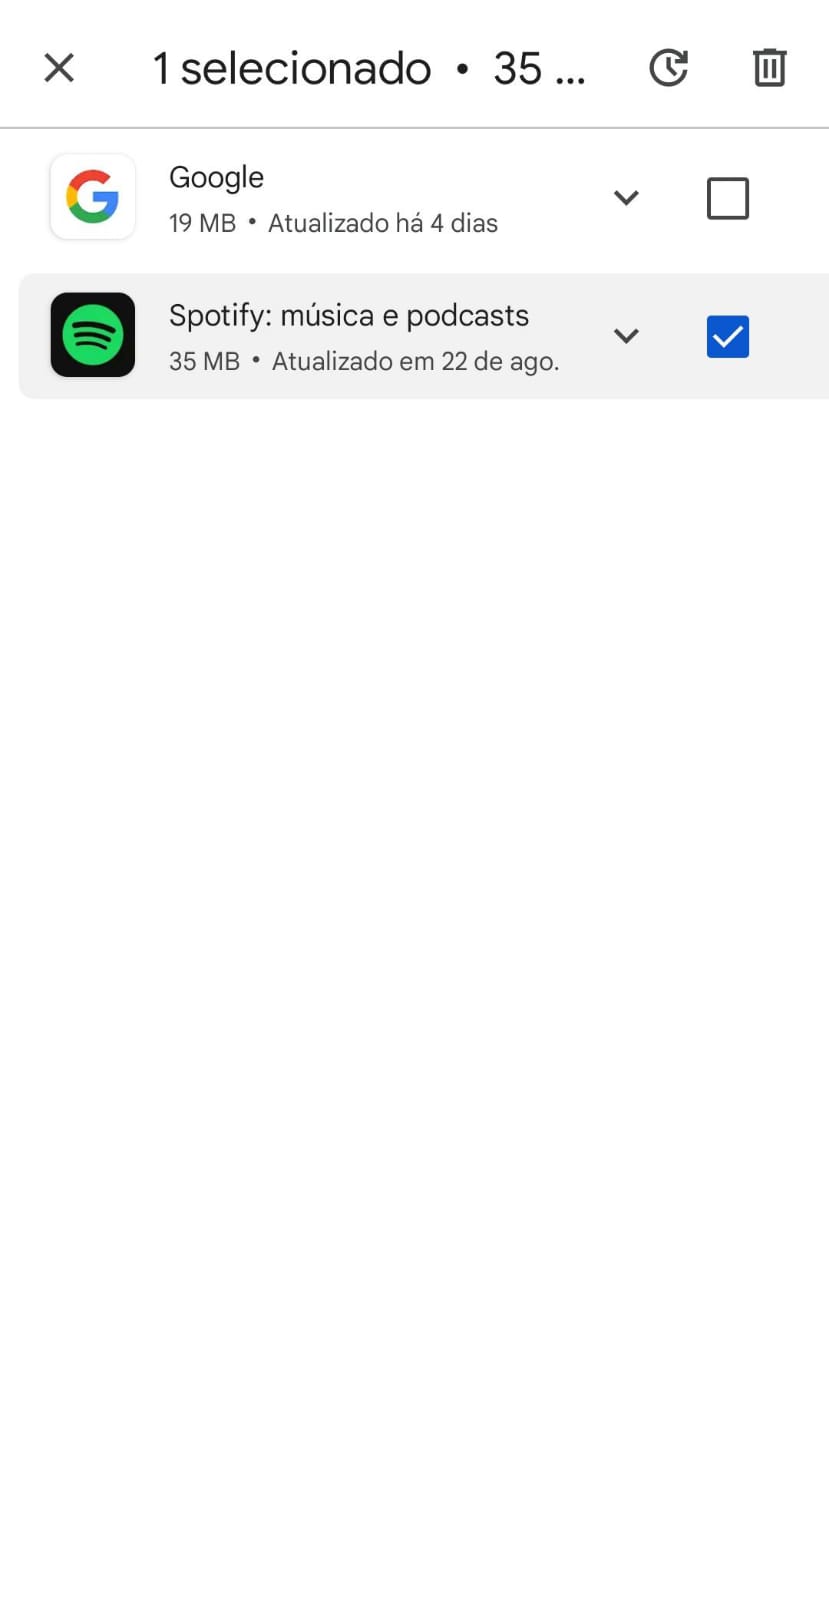 1 selecionado • 35 ...
Google
19 MB • Atualizado há 4 dias
Spotify: música e podcasts
35 MB • Atualizado em 22 de ago.